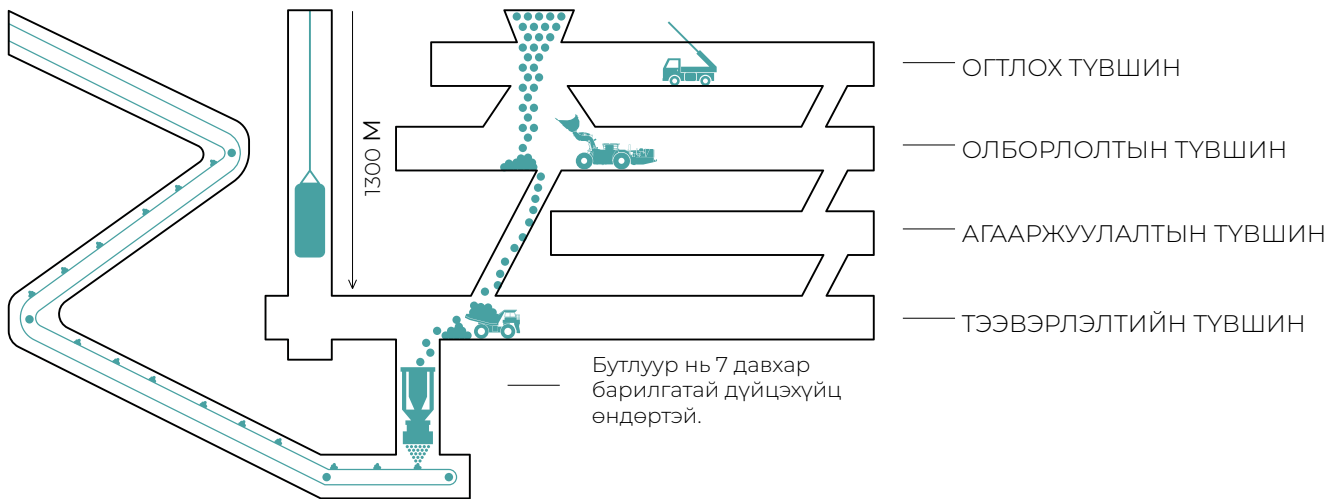 1300 М
ОГТЛОХ ТҮВШИН
ОЛБОРЛОЛТЫН ТҮВШИН
АГААРЖУУЛАЛТЫН ТҮВШИН
ТЭЭВЭРЛЭЛТИЙН ТҮВШИН
Бутлуур нь 7 давхар
барилгатай дүйцэхүйц
өндөртэй.